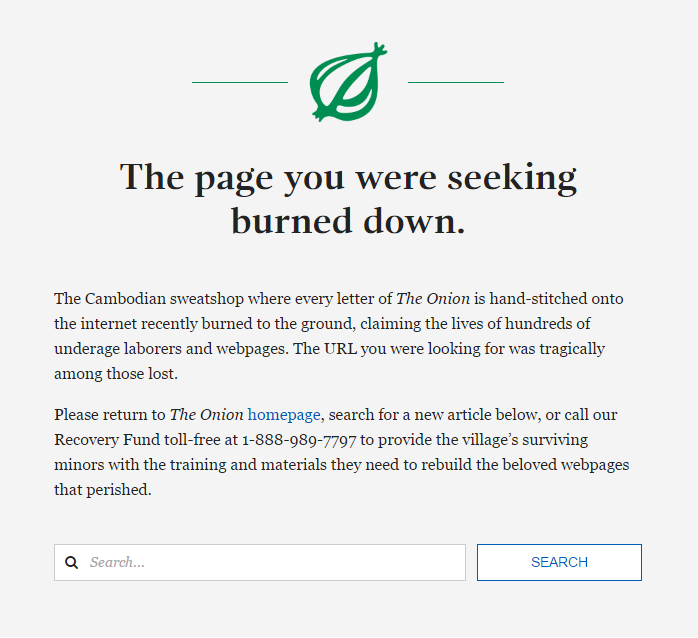 The page you were seeking
burned down.
The Cambodian sweatshop where every letter of The Onion is hand-stitched onto
the internet recently burned to the ground, claiming the lives of hundreds of
underage laborers and webpages. The URL you were looking for was tragically
among those lost.
Please return to The Onion homepage, search for a new article below, or call our
Recovery Fund toll-free at 1-888-989-7797 to provide the village’s surviving
minors with the training and materials they need to rebuild the beloved webpages
that perished.
Search... SEARCH